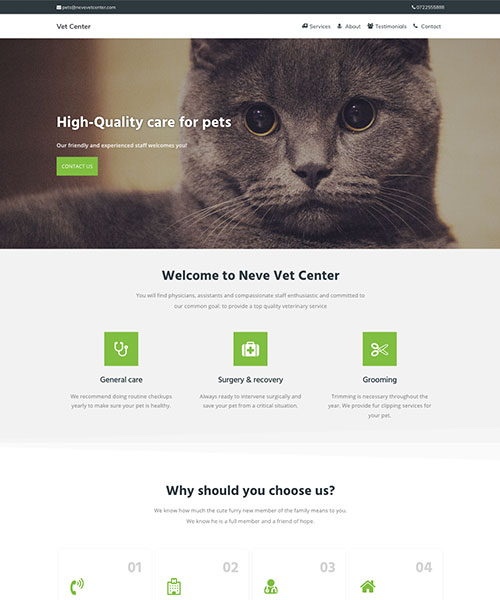 pets@nevevetcenter.com
0722555888
Vet Center
Services About Testimonials Contact
High-Quality care for pets
Our friendly and experienced staff welcomes you!
CONTACT US
Welcome to Neve Vet Center
You will find physicians, assistants and compassionate staff enthusiastic and committed to
our common goal: to provide a top quality veterinary service
General care
We recommend doing routine checkups
yearly to make sure your pet is healthy.
Surgery & recovery
Always ready to intervene surgically and
save your pet from a critical situation.
Grooming
Trimming is necessary throughout the
year. We provide fur clipping services for
your pet.
Why should you choose us?
We know how much the cute furry new member of the family means to you.
We know he is a full member and a friend of hope.
01
02
03
04